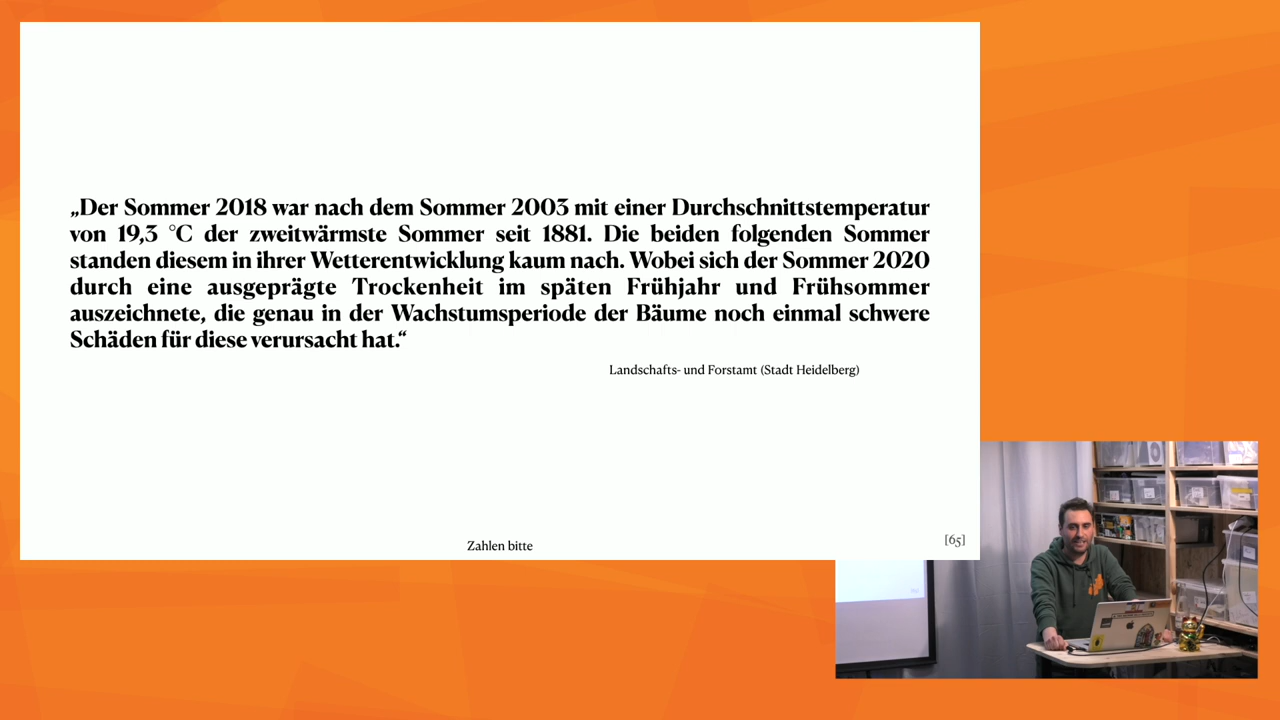 „Der Sommer 2018 war nach dem Sommer 2003 mit einer Durchschnittstemperatur
von 19,3 °C der zweitwärmste Sommer seit 1881. Die beiden folgenden Sommer
standen diesem in ihrer Wetterentwicklung kaum nach. Wobei sich der Sommer 2020
durch eine ausgeprägte Trockenheit im späten Frühjahr und Frühsommer
auszeichnete, die genau in der Wachstumsperiode der Bäume noch einmal schwere
Schäden für diese verursacht hat.“
Landschafts- und Forstamt (Stadt Heidelberg)
Zahlen bitte
[65]